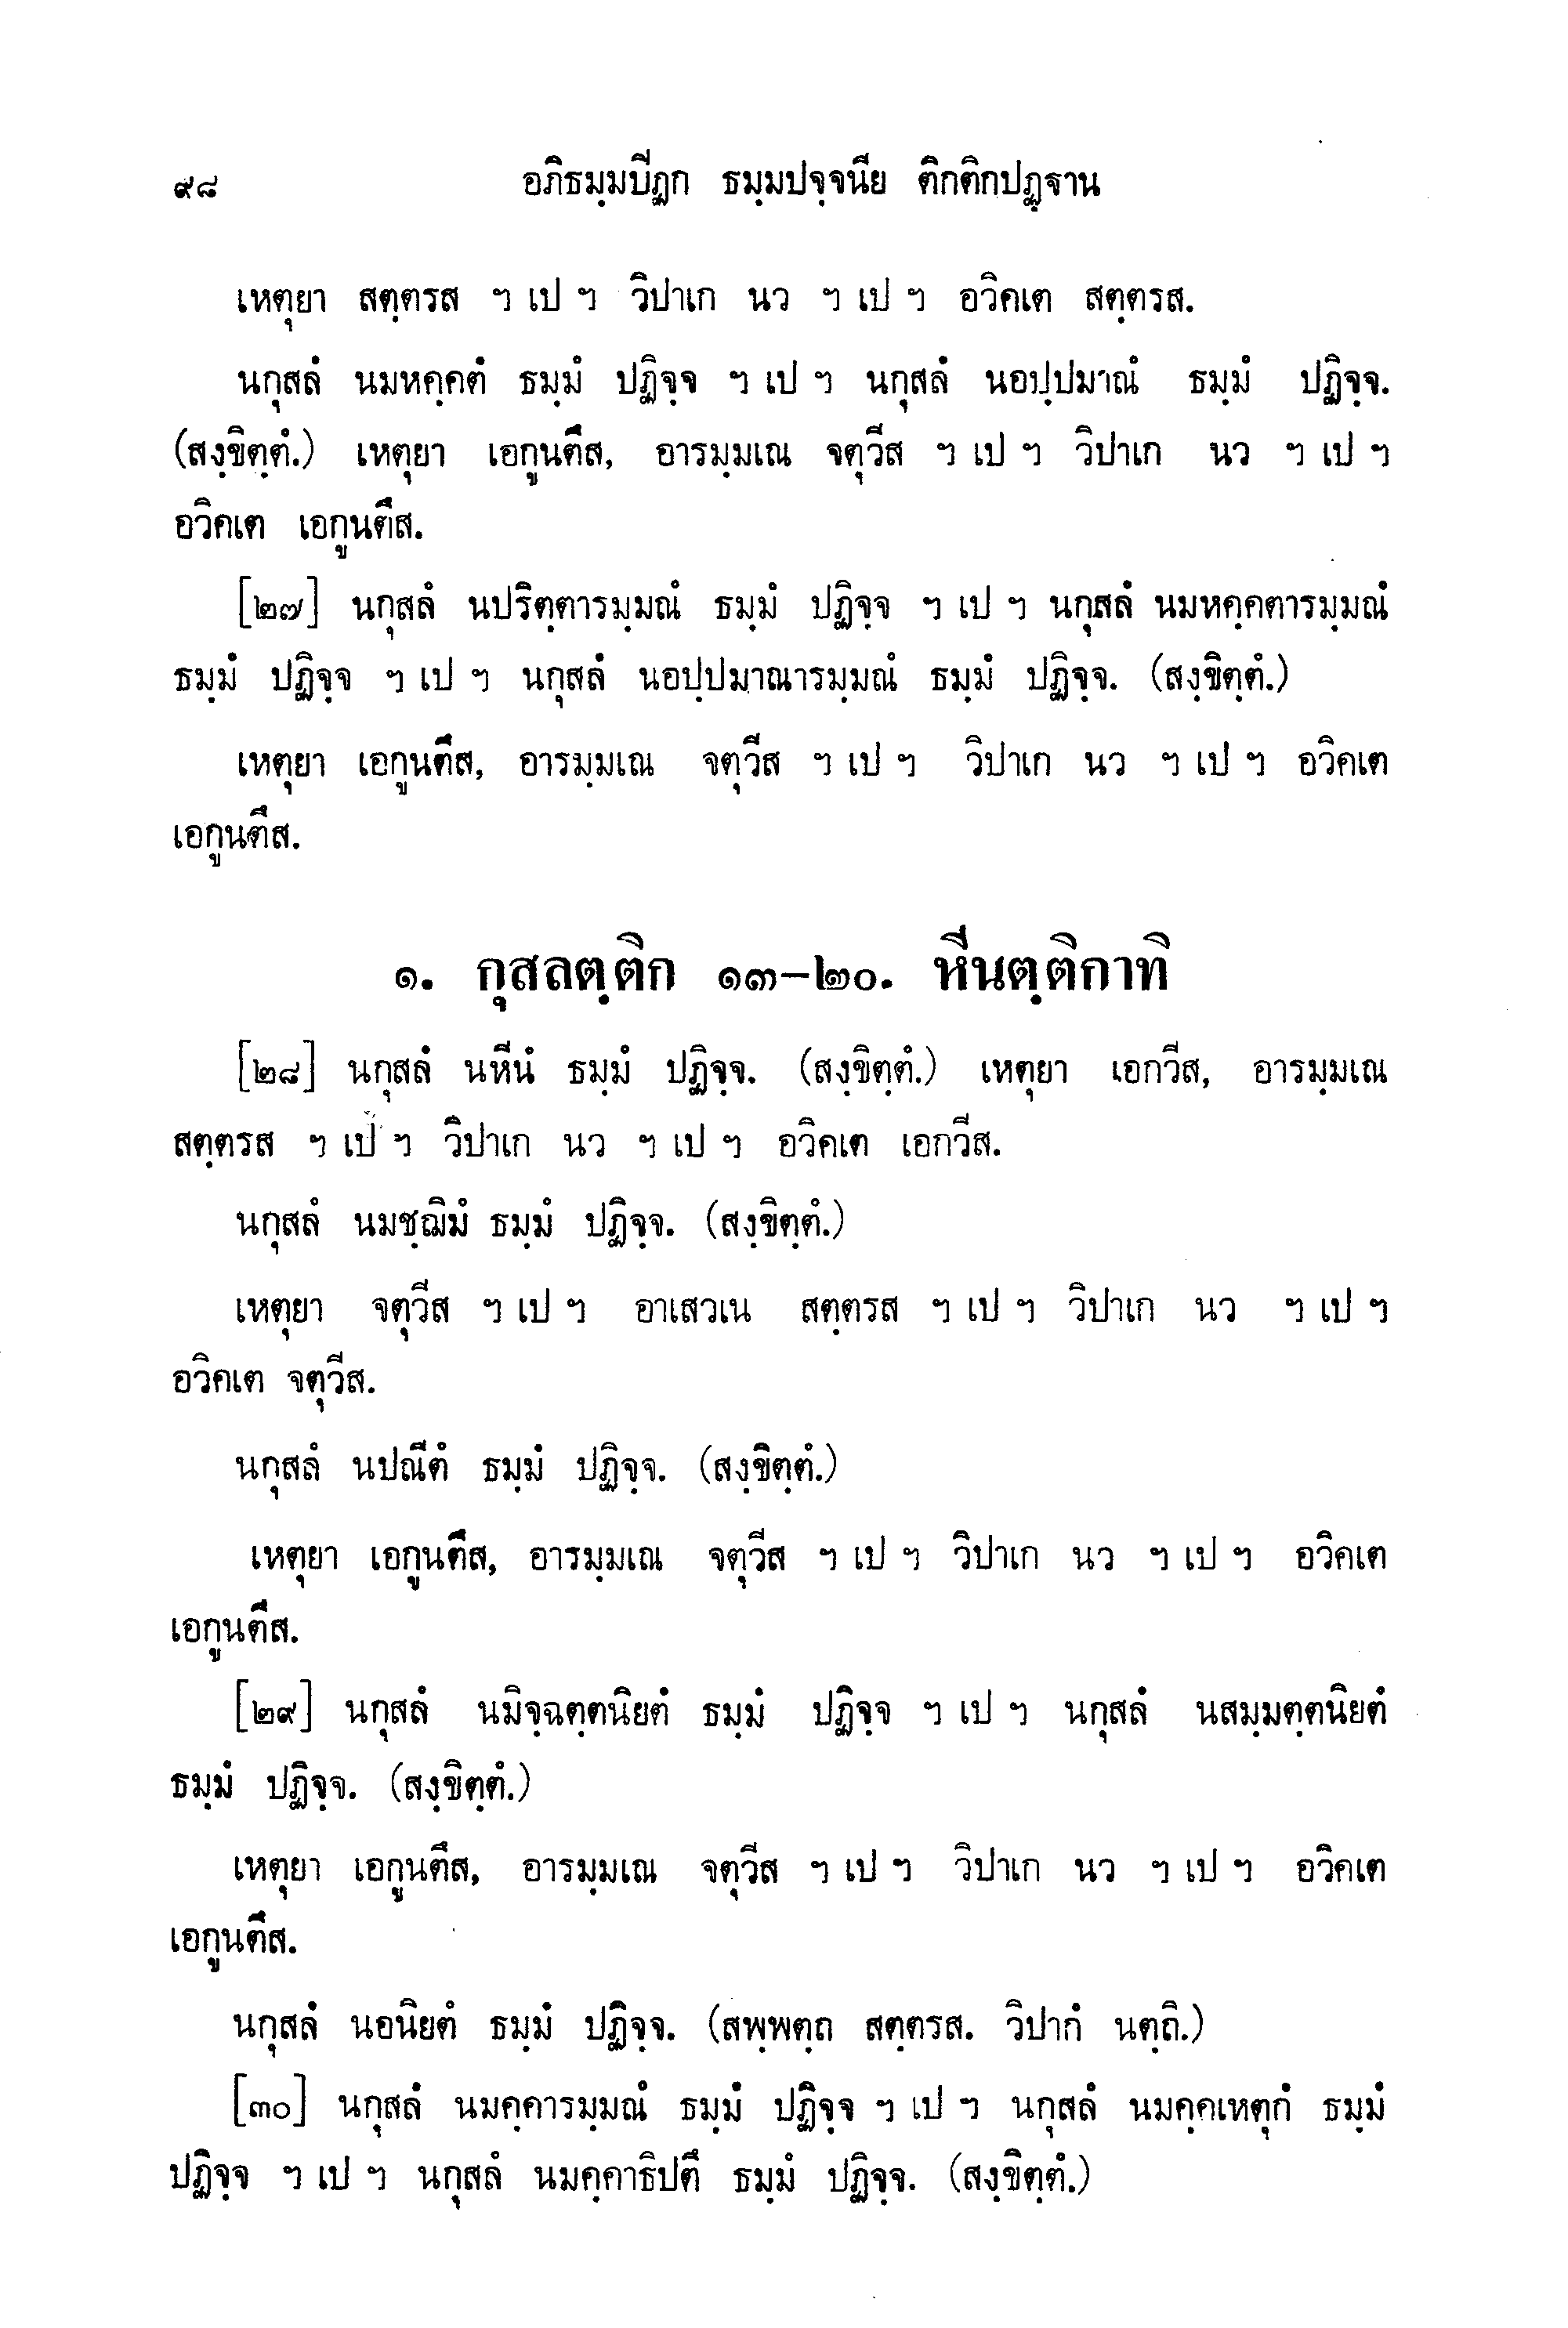 ๙๘ อภิธมฺมปีฏก ธมฺมปจฺจนีย ติกติกปฏฺฐาน
เหตุยา สตฺตรส ฯ เป ฯ วิปาเก นว ฯ เป ฯ อวิคเต สตฺตรส.
นกุสลํ นมหคฺคตํ ธมฺมํ ปฏิจฺจ ฯ เป ฯ นกุสลํ นอปฺปมาณํ ธมฺมํ ปฏิจฺจ.
(สงฺขิตฺตํ.) เหตุยา เอกูนตึส, อารมฺมเณ จตุวีส ฯ เป ฯ วิปาเก นว ฯ เป ฯ
อวิคเต เอกูนตึส.
[๒๗] นกุสลํ นปริตฺตารมฺมณํ ธมฺมํ ปฏิจฺจ ฯ เป ฯ นกุสลํ นมหคฺคตารมฺมณํ
ธมฺมํ ปฏิจฺจ ฯ เป ฯ นกุสลํ นอปฺปมาณารมฺมณํ ธมฺมํ ปฏิจฺจ. (สงฺขิตฺตํ.)
เหตุยา เอกูนตึส, อารมฺมเณ จตุวีส ฯ เป ฯ วิปาเก นว ฯ เป ฯ อวิคเต
เอกูนตึส.
๑. กุสลตฺติก ๑๓–๒๐. หีนตฺติกาทิ
[๒๘] นกุสลํ นหีนํ ธมฺมํ ปฏิจฺจ. (สงฺขิตฺตํ.) เหตุยา เอกวีส, อารมฺมเณ
สตฺตรส ฯ เป ฯ วิปาเก นว ฯ เป ฯ อวิคเต เอกวีส.
นกุสลํ นมชฺฌิมํ ธมฺมํ ปฏิจฺจ. (สงฺขิตฺตํ.)
เหตุยา จตุวีส ฯ เป ฯ อาเสวเน สตฺตรส ฯ เป ฯ วิปาเก นว ฯ เป ฯ
อวิคเต จตุวีส.
นกุสลํ นปณีตํ ธมฺมํ ปฏิจฺจ. (สงฺขิตฺตํ.)
เหตุยา เอกูนตึส, อารมฺมเณ จตุวีส ฯ เป ฯ วิปาเก นว ฯ เป ฯ อวิคเต
เอกูนตึส.
[๒๙] นกุสลํ นมิจฺฉตฺตนิยตํ ธมฺมํ ปฏิจฺจ ฯ เป ฯ นกุสลํ นสมฺมตฺตนิยตํ
ธมฺมํ ปฏิจฺจ. (สงฺขิตฺตํ.)
เหตุยา เอกูนตึส, อารมฺมเณ จตุวีส ฯ เป ฯ วิปาเก นว ฯ เป ฯ อวิคเต
เอกูนตึส.
นกุสลํ นอนิยตํ ธมฺมํ ปฏิจฺจ. (สพฺพตฺถ สตฺตรส. วิปากํ นตฺถิ.)
[๓๐] นกุสลํ นมคฺคารมฺมณํ ธมฺมํ ปฏิจฺจ ฯ เป ฯ นกุสลํ นมคฺคเหตุกํ ธมฺมํ
ปฏิจฺจ ฯ เป ฯ นกุสลํ นมคฺคาธิปตึ ธมฺมํ ปฏิจฺจ. (สงฺขิตฺตํ.)